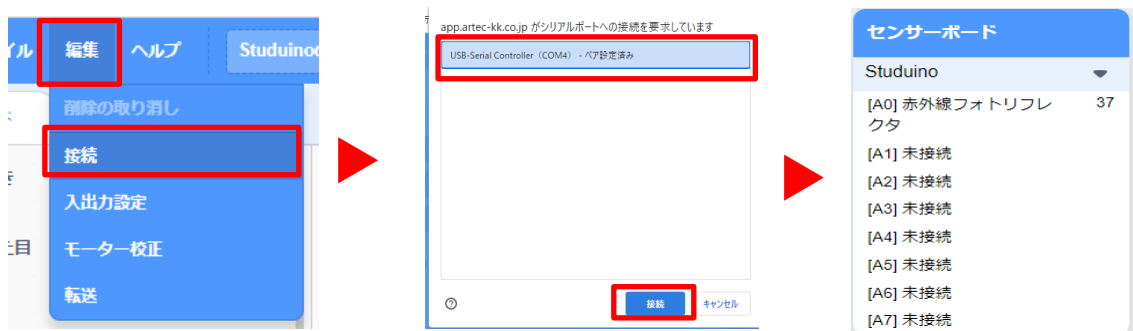 イル 編集 ヘルプ Studuino
削除の取り消し
接続
入出力設定
モーター校正
転送
app.artec-kk.co.jp がシリアルポートへの接続を要求しています
USB-Serial Controller（COM4） - ペア設定済み
接続 キャンセル
センサーボード
Studuino
[A0] 赤外線フォトリフレ 37
クタ
[A1] 未接続
[A2] 未接続
[A3] 未接続
[A4] 未接続
[A5] 未接続
[A6] 未接続
[A7] 未接続